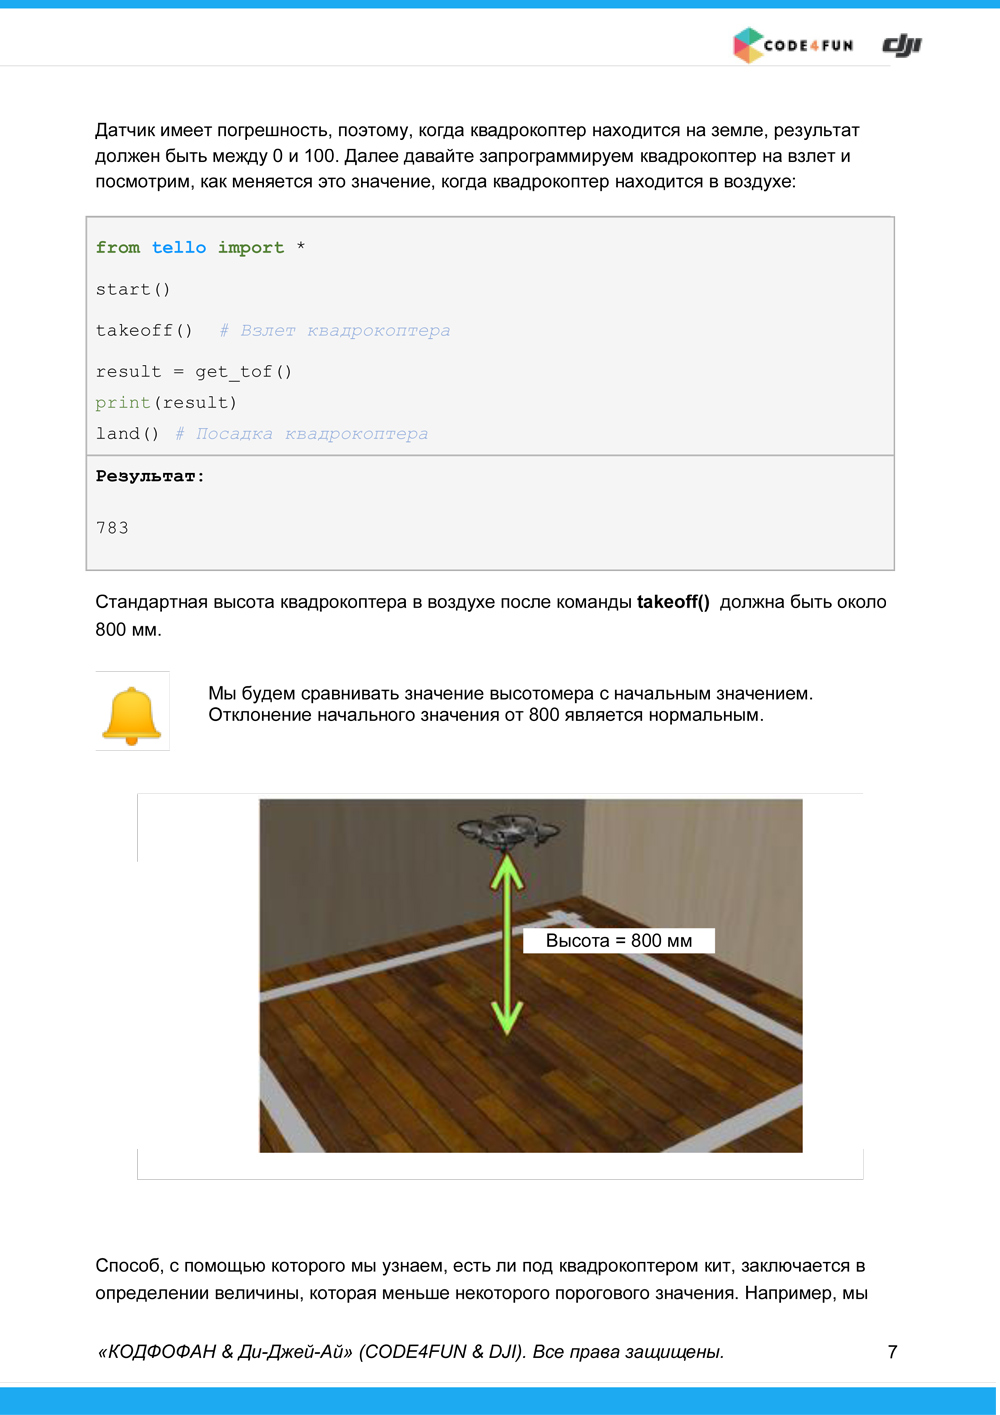 CODE4FUN dji
Датчик имеет погрешность, поэтому, когда квадрокоптер находится на земле, результат
должен быть между 0 и 100. Далее давайте запрограммируем квадрокоптер на взлет и
посмотрим, как меняется это значение, когда квадрокоптер находится в воздухе:
from tello import *
start()
takeoff()  # Взлет квадрокоптера
result = get_tof()
print(result)
land() # Посадка квадрокоптера
Результат:
783
Стандартная высота квадрокоптера в воздухе после команды takeoff()  должна быть около
800 мм.
Мы будем сравнивать значение высотомера с начальным значением.
Отклонение начального значения от 800 является нормальным.
Высота = 800 мм
Способ, с помощью которого мы узнаем, есть ли под квадрокоптером кит, заключается в
определении величины, которая меньше некоторого порогового значения. Например, мы
«КОДФОФАН & Ди-Джей-Ай» (CODE4FUN & DJI). Все права защищены. 7